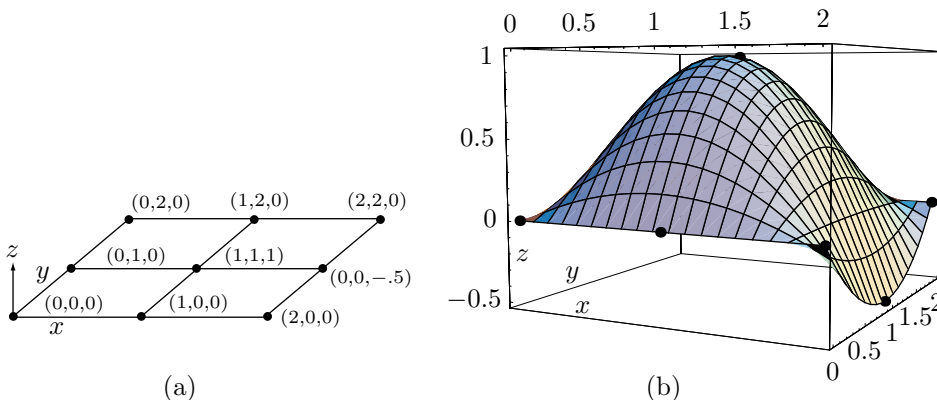 (0,2,0) (1,2,0) (2,2,0)
z y (0,1,0) (1,1,1) (0,0,−.5)
(0,0,0) (1,0,0) (2,0,0)
x
(a)
0 0.5 1 1.5 2
1
0.5
0
−0.5
z y
x
0 0.5 1 1.5 2
(b)